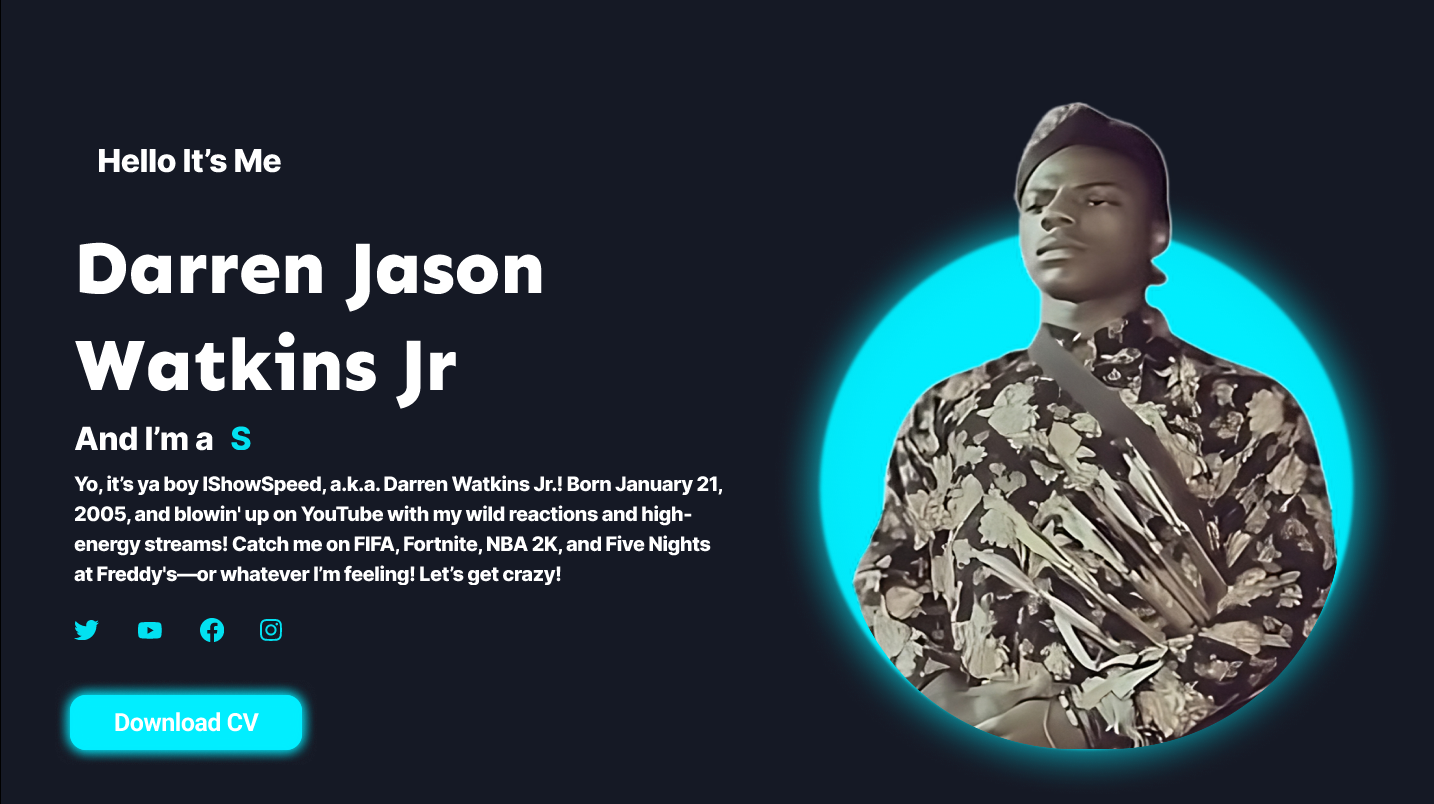 Hello It’s Me
Darren Jason
Watkins Jr
And I’m a S
Yo, it’s ya boy IShowSpeed, a.k.a. Darren Watkins Jr.! Born January 21,
2005, and blowin' up on YouTube with my wild reactions and high-
energy streams! Catch me on FIFA, Fortnite, NBA 2K, and Five Nights
at Freddy's—or whatever I’m feeling! Let’s get crazy!
Download CV